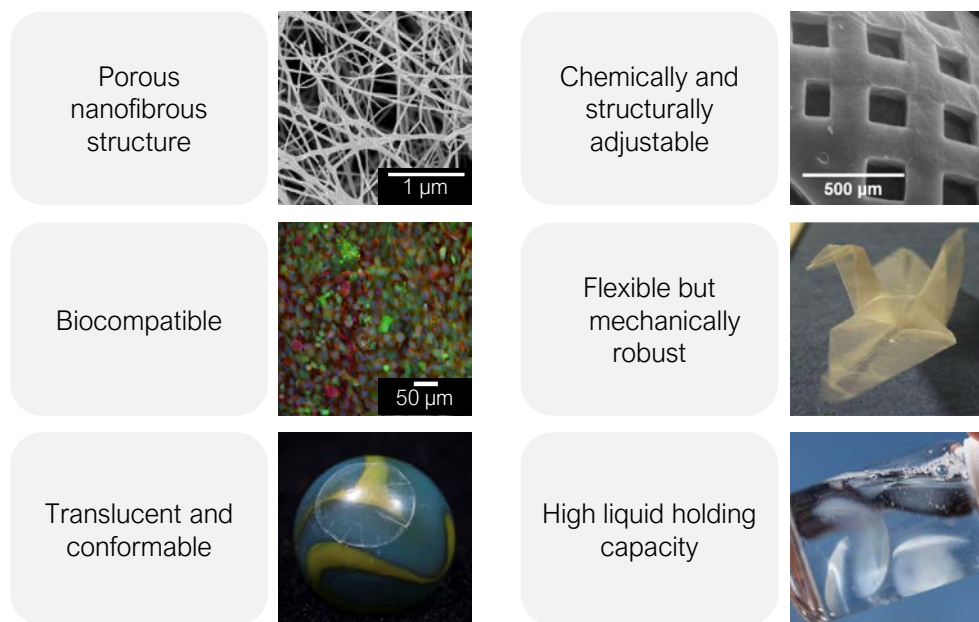 Porous
nanofibrous
structure
1 µm
Chemically and
structurally
adjustable
500 µm
Biocompatible
50 µm
Flexible but
mechanically
robust
Translucent and
conformable
High liquid holding
capacity